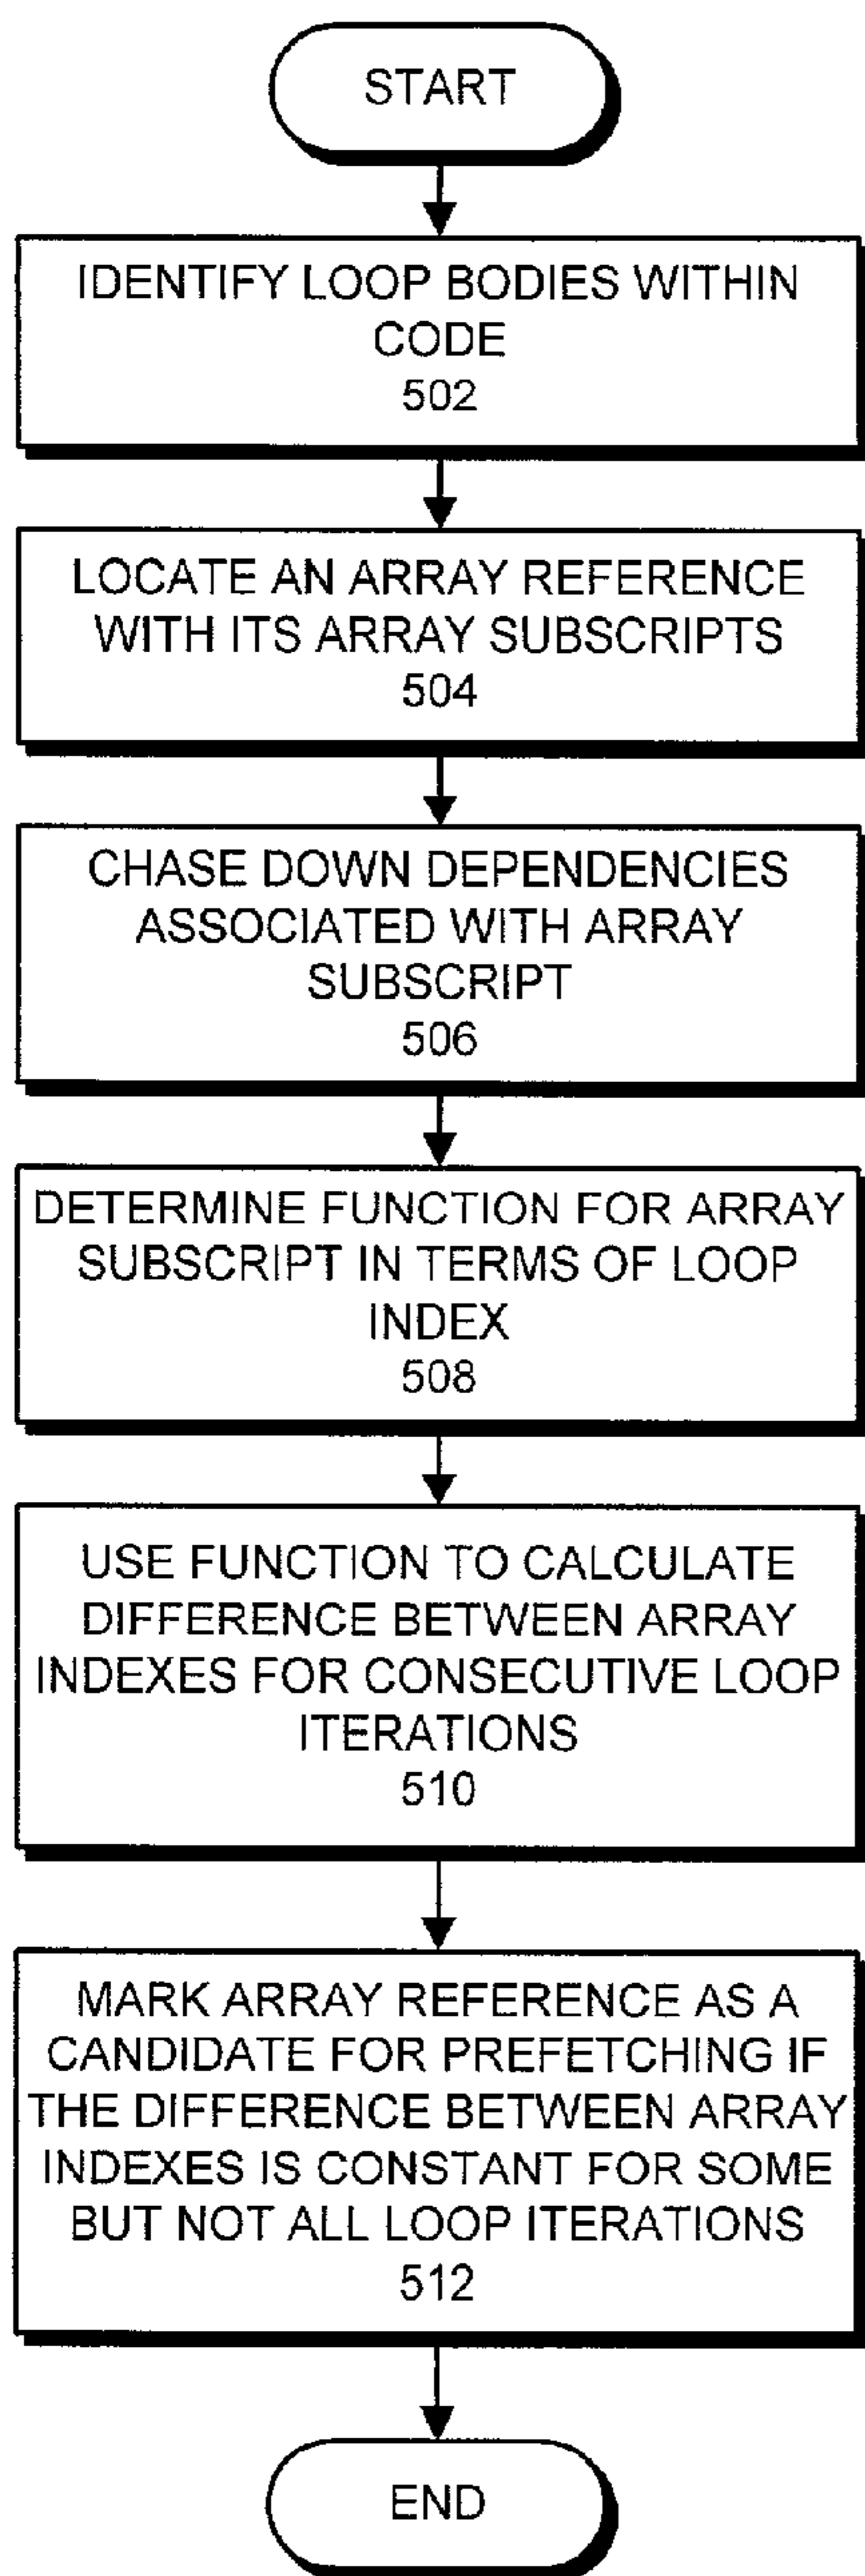 START
IDENTIFY LOOP BODIES WITHIN
CODE
502
LOCATE AN ARRAY REFERENCE
WITH ITS ARRAY SUBSCRIPTS
504
CHASE DOWN DEPENDENCIES
ASSOCIATED WITH ARRAY
SUBSCRIPT
506
DETERMINE FUNCTION FOR ARRAY
SUBSCRIPT IN TERMS OF LOOP
INDEX
508
USE FUNCTION TO CALCULATE
DIFFERENCE BETWEEN ARRAY
INDEXES FOR CONSECUTIVE LOOP
ITERATIONS
510
MARK ARRAY REFERENCE AS A
CANDIDATE FOR PREFETCHING IF
THE DIFFERENCE BETWEEN ARRAY
INDEXES IS CONSTANT FOR SOME
BUT NOT ALL LOOP ITERATIONS
512
END